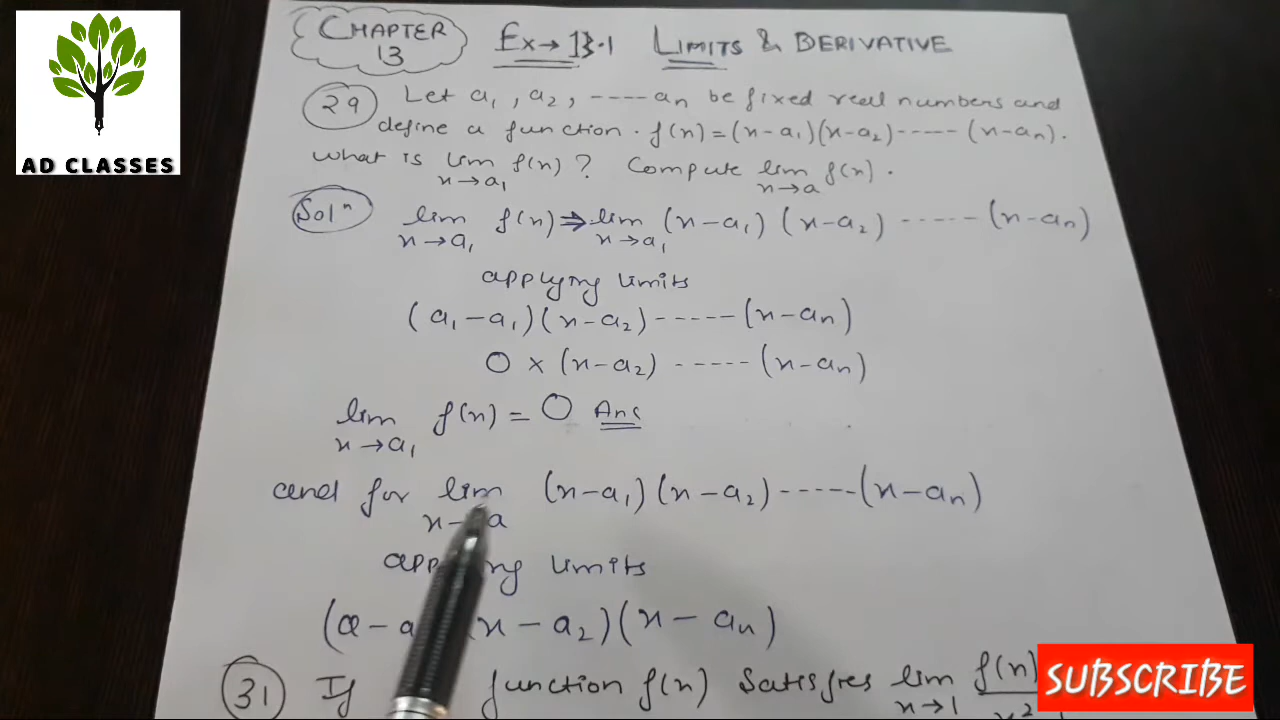 AD CLASSES
CHAPTER 13 Ex→13.1 LIMITS & DERIVATIVE
29 Let a₁, a₂, ----- aₙ be fixed real numbers and
define a function. f(x)=(x-a₁)(x-a₂)------(x-aₙ).
what is lim x→a₁ f(x)? Compute lim x→a f(x).
Solⁿ lim x→a₁ f(x)⇒lim x→a₁ (x-a₁) (x-a₂) ------(x-aₙ)
applying limits
(a₁-a₁)(x-a₂)------(x-aₙ)
0 × (x-a₂) ------(x-aₙ)
lim x→a₁ f(x) = 0 Ans
and for lim x→a (x-a₁)(x-a₂)-----(x-aₙ)
applying limits
(a-a (x-a₂)(x-aₙ)
31 If function f(x) Satisfies lim x→1 f(x)
SUBSCRIBE